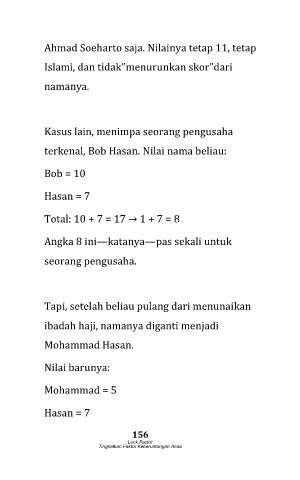 Ahmad Soeharto saja. Nilainya tetap 11, tetap
Islami, dan tidak”menurunkan skor”dari
namanya.
Kasus lain, menimpa seorang pengusaha
terkenal, Bob Hasan. Nilai nama beliau:
Bob = 10
Hasan = 7
Total: 10 + 7 = 17 → 1 + 7 = 8
Angka 8 ini—katanya—pas sekali untuk
seorang pengusaha.
Tapi, setelah beliau pulang dari menunaikan
ibadah haji, namanya diganti menjadi
Mohammad Hasan.
Nilai barunya:
Mohammad = 5
Hasan = 7
156
Luck Factor
Tingkatkan Faktor Keberuntungan Anda